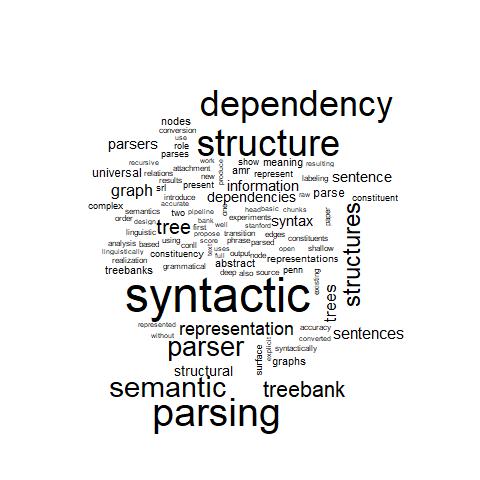 dependency
nodes
conversion
use
parsers role
structure
parses
recursive work show meaning resulting
attachment produce
universal relations new amr represent labeling sentence
results
graph srl present information raw parse constituent
introduce dependencies
complex accurate one head basic chunks paper structures
semantics two pipeline experiments syntax
order design tree bank well stanford
linguistic first transition edges constituents
analysis based using conll score phrase parsed open shallow
linguistically constituency text uses output node representations
realization full abstract
treebanks grammatical deep also source penn existing
syntactic trees
represented representation accuracy
without explicit converted sentences
parser surface syntactically
graphs
structural
semantic treebank
parsing